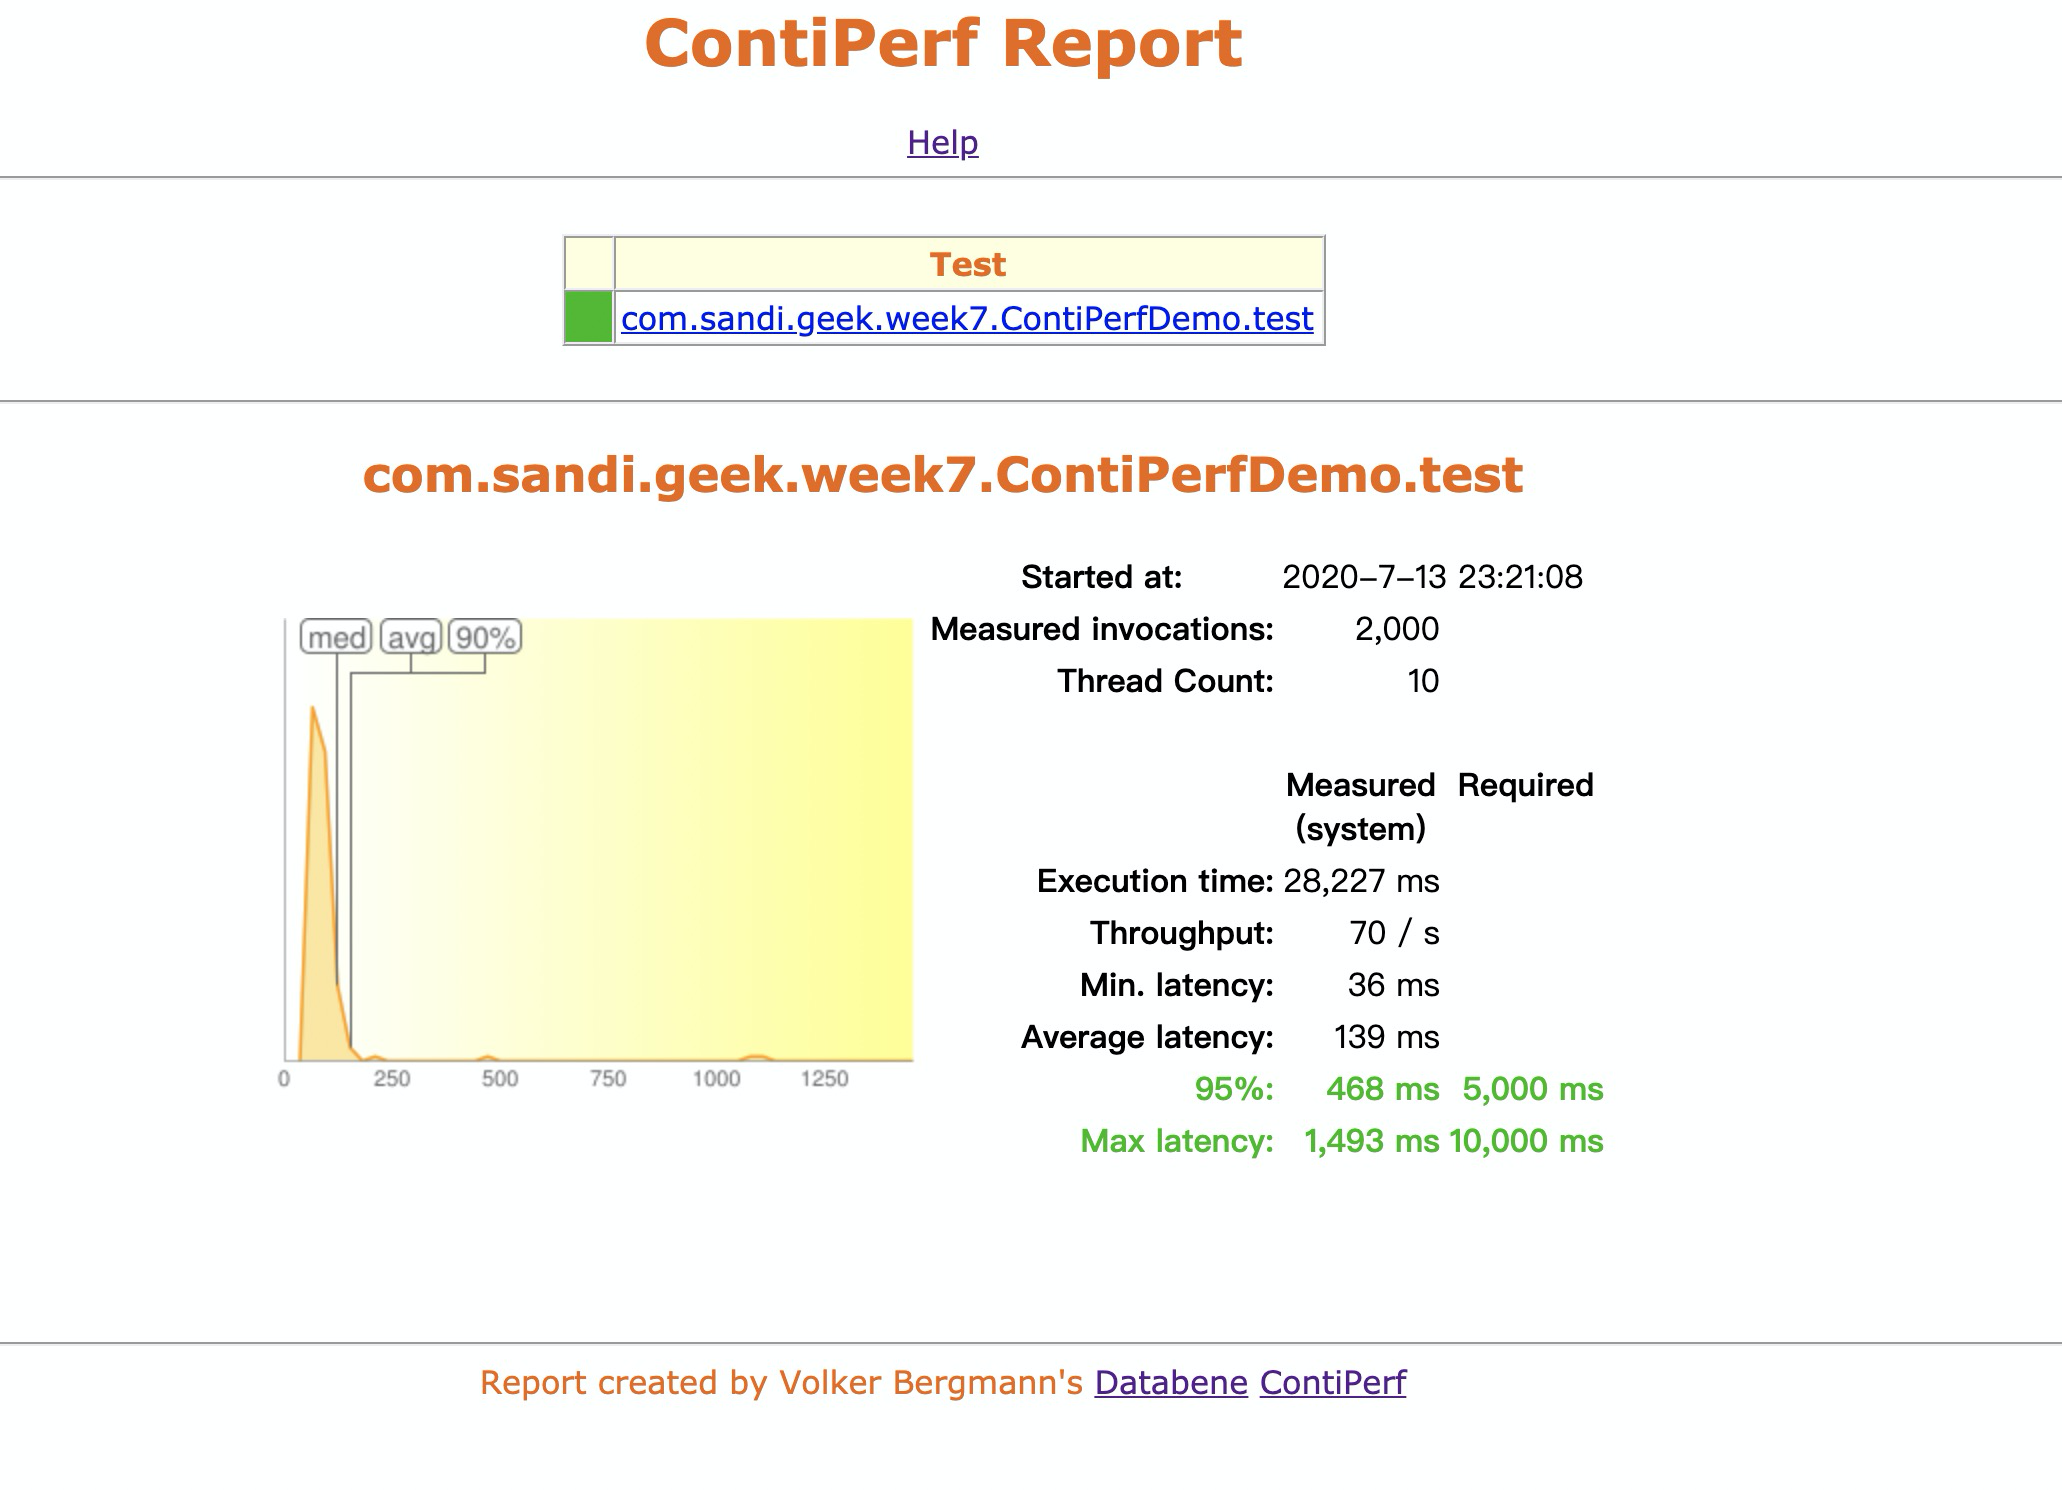 ContiPerf Report
Help
Test
com.sandi.geek.week7.ContiPerfDemo.test
com.sandi.geek.week7.ContiPerfDemo.test
med avg 90%
0 250 500 750 1000 1250
Started at: 2020-7-13 23:21:08
Measured invocations: 2,000
Thread Count: 10
Measured Required
(system)
Execution time: 28,227 ms
Throughput: 70 / s
Min. latency: 36 ms
Average latency: 139 ms
95%: 468 ms 5,000 ms
Max latency: 1,493 ms 10,000 ms
Report created by Volker Bergmann's Databene ContiPerf